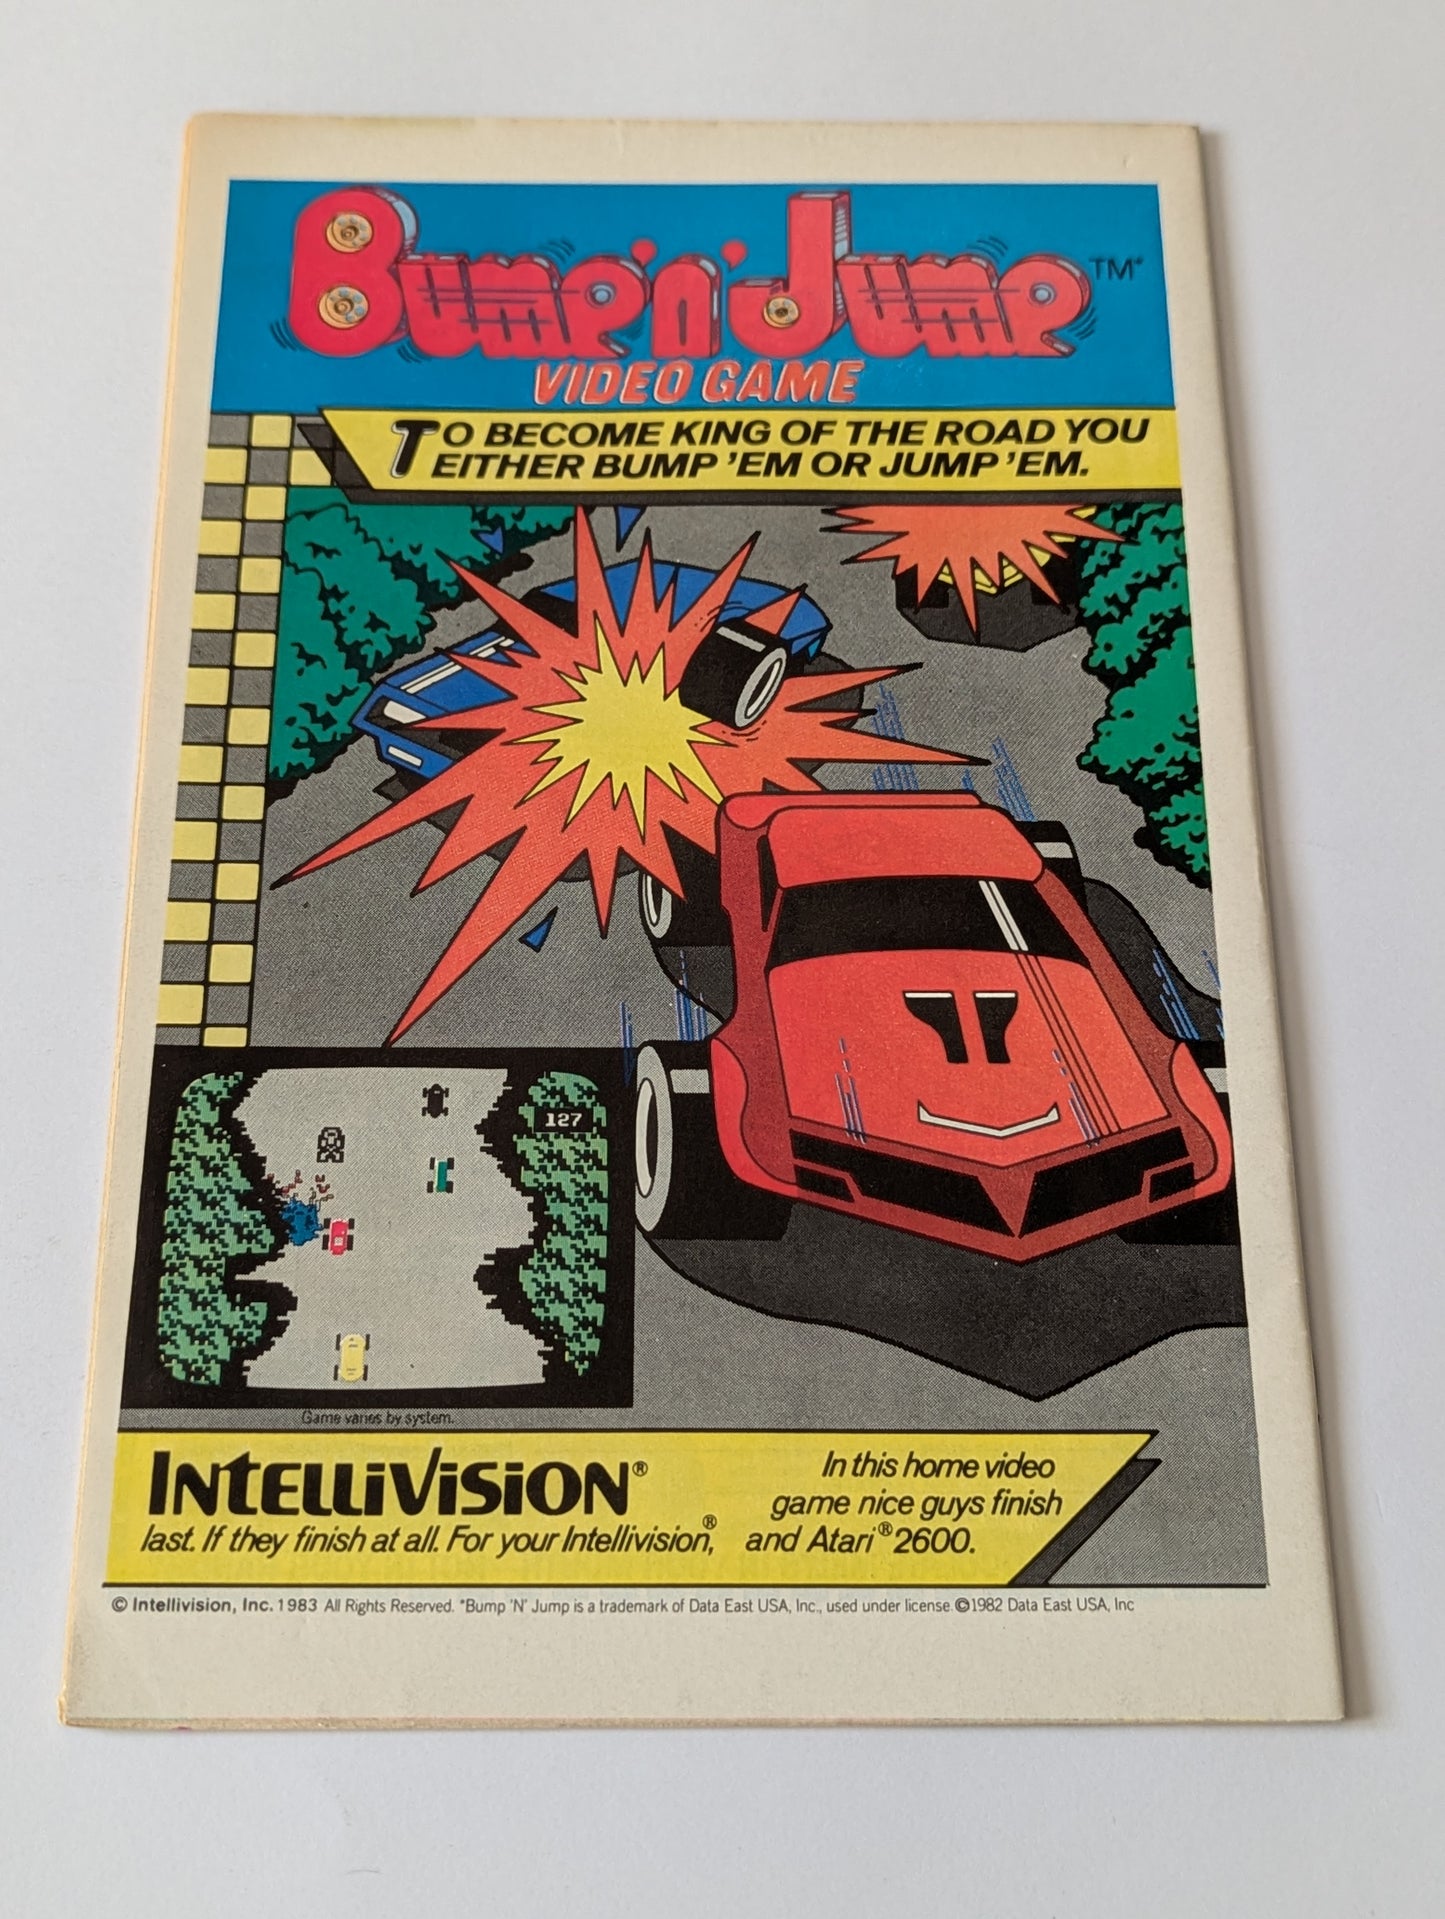 Bump 'n' Jump TM*
VIDEO GAME
TO BECOME KING OF THE ROAD YOU
EITHER BUMP 'EM OR JUMP 'EM.
127
Game varies by system.
INTELLIVISION®
In this home video
game nice guys finish
last. If they finish at all. For your Intellivision,® and Atari® 2600.
© Intellivision, Inc. 1983 All Rights Reserved. *Bump 'N' Jump is a trademark of Data East USA, Inc., used under license. ©1982 Data East USA, Inc